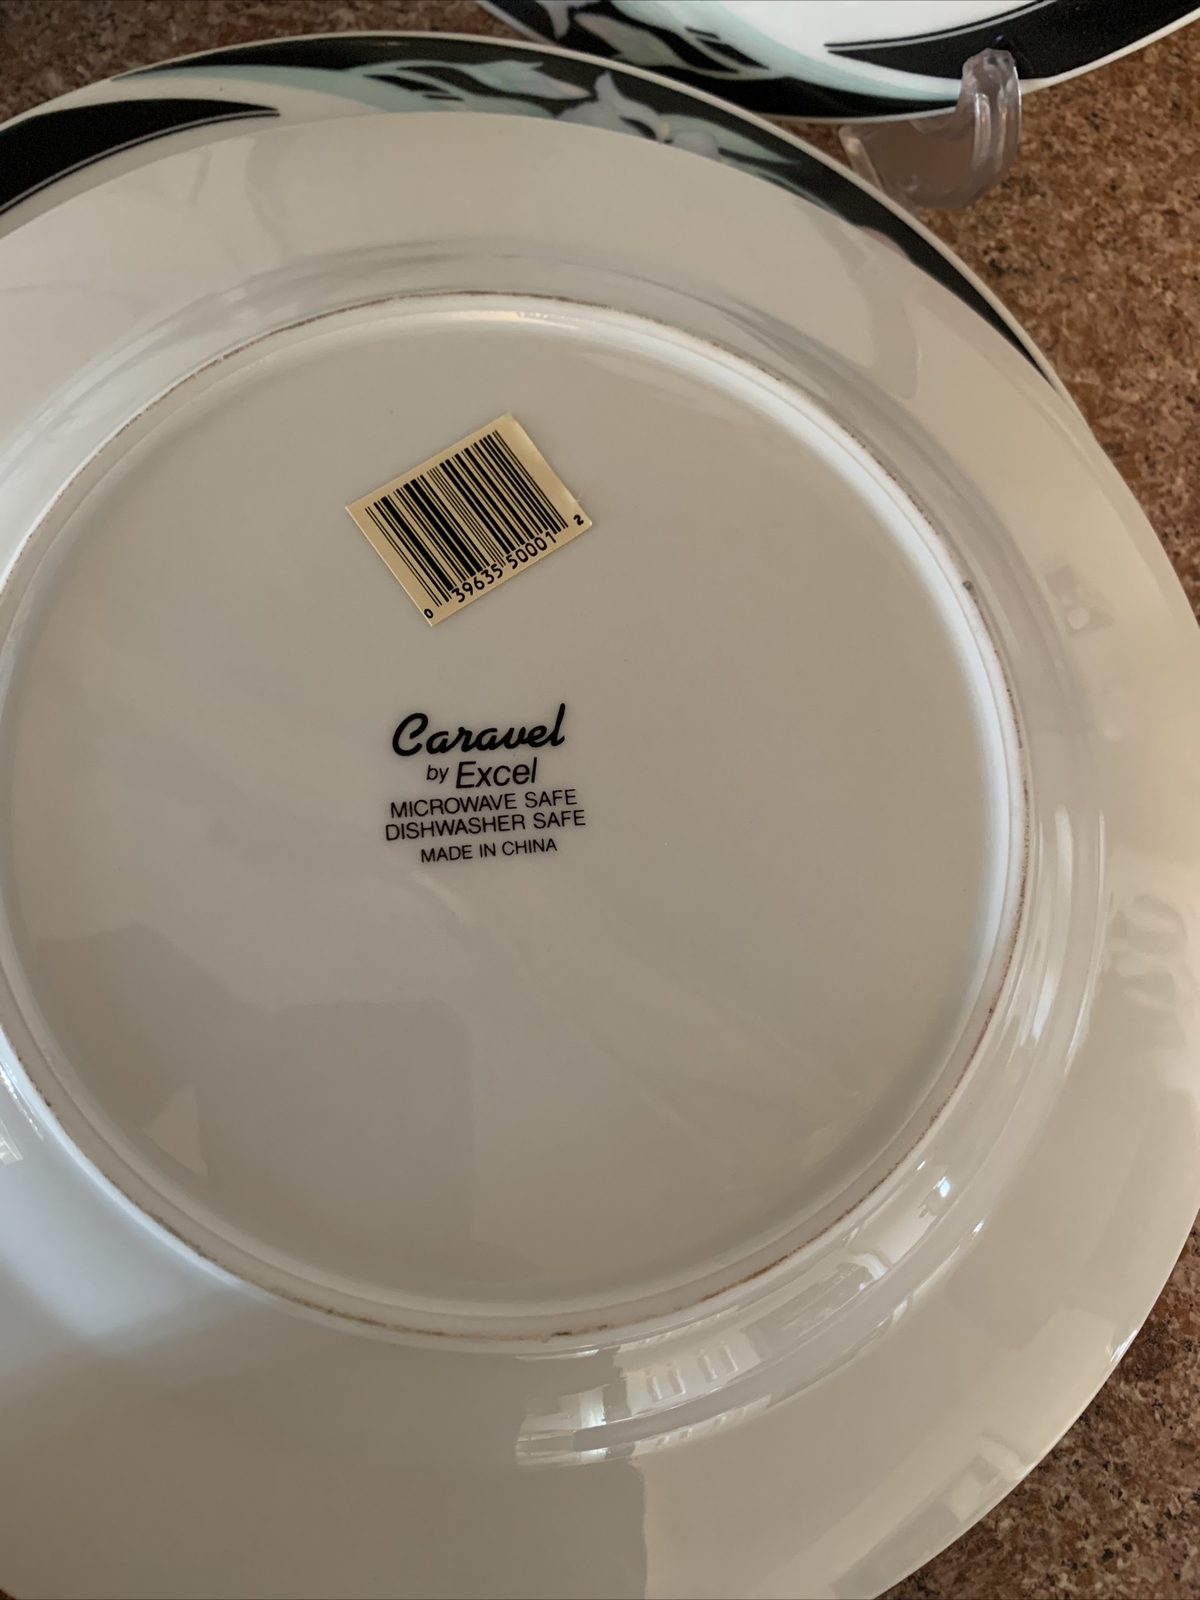 0 39635 50001 2
Caravel
by Excel
MICROWAVE SAFE
DISHWASHER SAFE
MADE IN CHINA